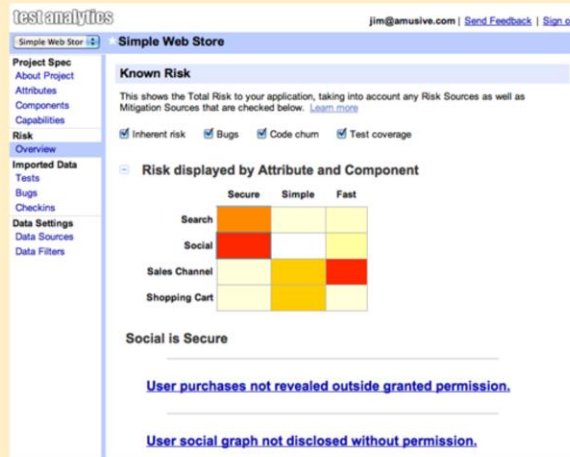 test analytics
jim@amusive.com | Send Feedback | Sign o
Simple Web Stor
Simple Web Store
Project Spec
About Project
Attributes
Components
Capabilities
Risk
Overview
Imported Data
Tests
Bugs
Checkins
Data Settings
Data Sources
Data Filters
Known Risk
This shows the Total Risk to your application, taking into account any Risk Sources as well as
Mitigation Sources that are checked below. Learn more
Inherent risk Bugs Code churn Test coverage
Risk displayed by Attribute and Component
Secure Simple Fast
Search
Social
Sales Channel
Shopping Cart
Social is Secure
User purchases not revealed outside granted permission.
User social graph not disclosed without permission.